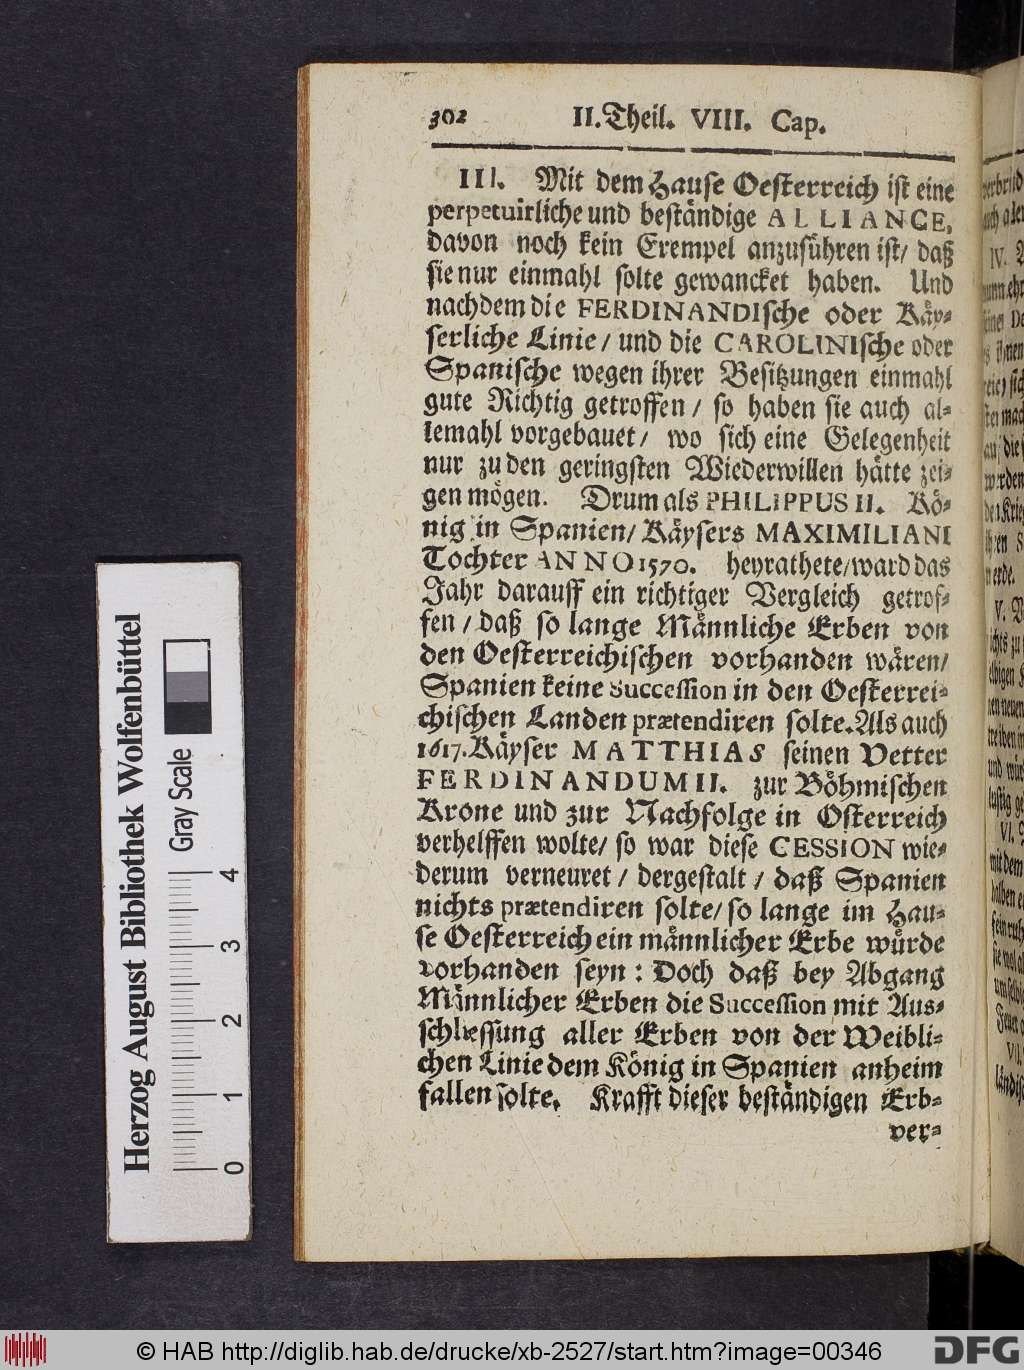 302 II. Theil. VIII. Cap.
III. Mit dem Hause Oesterreich ist eine
perpetuirliche und beständige ALLIANCE,
davon noch kein Exempel anzuführen ist/ daß
sie nur einmahl solte gewancket haben. Und
nachdem die FERDINANDIsche oder Käy-
serliche Linie/ und die CAROLINIsche oder
Spanische wegen ihrer Besitzungen einmahl
gute Richtig getroffen/ so haben sie auch al-
lemahl vorgebauet/ wo sich eine Gelegenheit
nur zu den geringsten Wiederwillen hätte zei-
gen mögen. Drum als PHILIPPUS II. Kö-
nig in Spanien/ Käysers MAXIMILIANI
Tochter ANNO 1570. heyrathete/ ward das
Jahr darauff ein richtiger Vergleich getrof-
fen/ daß so lange Männliche Erben von
den Oesterreichischen vorhanden wären/
Spanien keine Succession in den Oesterrei-
chischen Landen prætendiren solte. Als auch
1617. Käyser MATTHIAS seinen Vetter
FERDINANDUM II. zur Böhmischen
Krone und zur Nachfolge in Osterreich
verhelffen wolte/ so war diese CESSION wie-
derum verneuret/ dergestalt/ daß Spanien
nichts prætendiren solte/ so lange im Hau-
se Oesterreich ein männlicher Erbe würde
vorhanden seyn: Doch daß bey Abgang
Männlicher Erben die Succession mit Aus-
schliessung aller Erben von der Weibli-
chen Linie dem König in Spanien anheim
fallen solte. Krafft dieser beständigen Erb-
ver-
Herzog August Bibliothek Wolfenbüttel
Gray Scale
0 1 2 3 4
© HAB http://diglib.hab.de/drucke/xb-2527/start.htm?image=00346
DFG